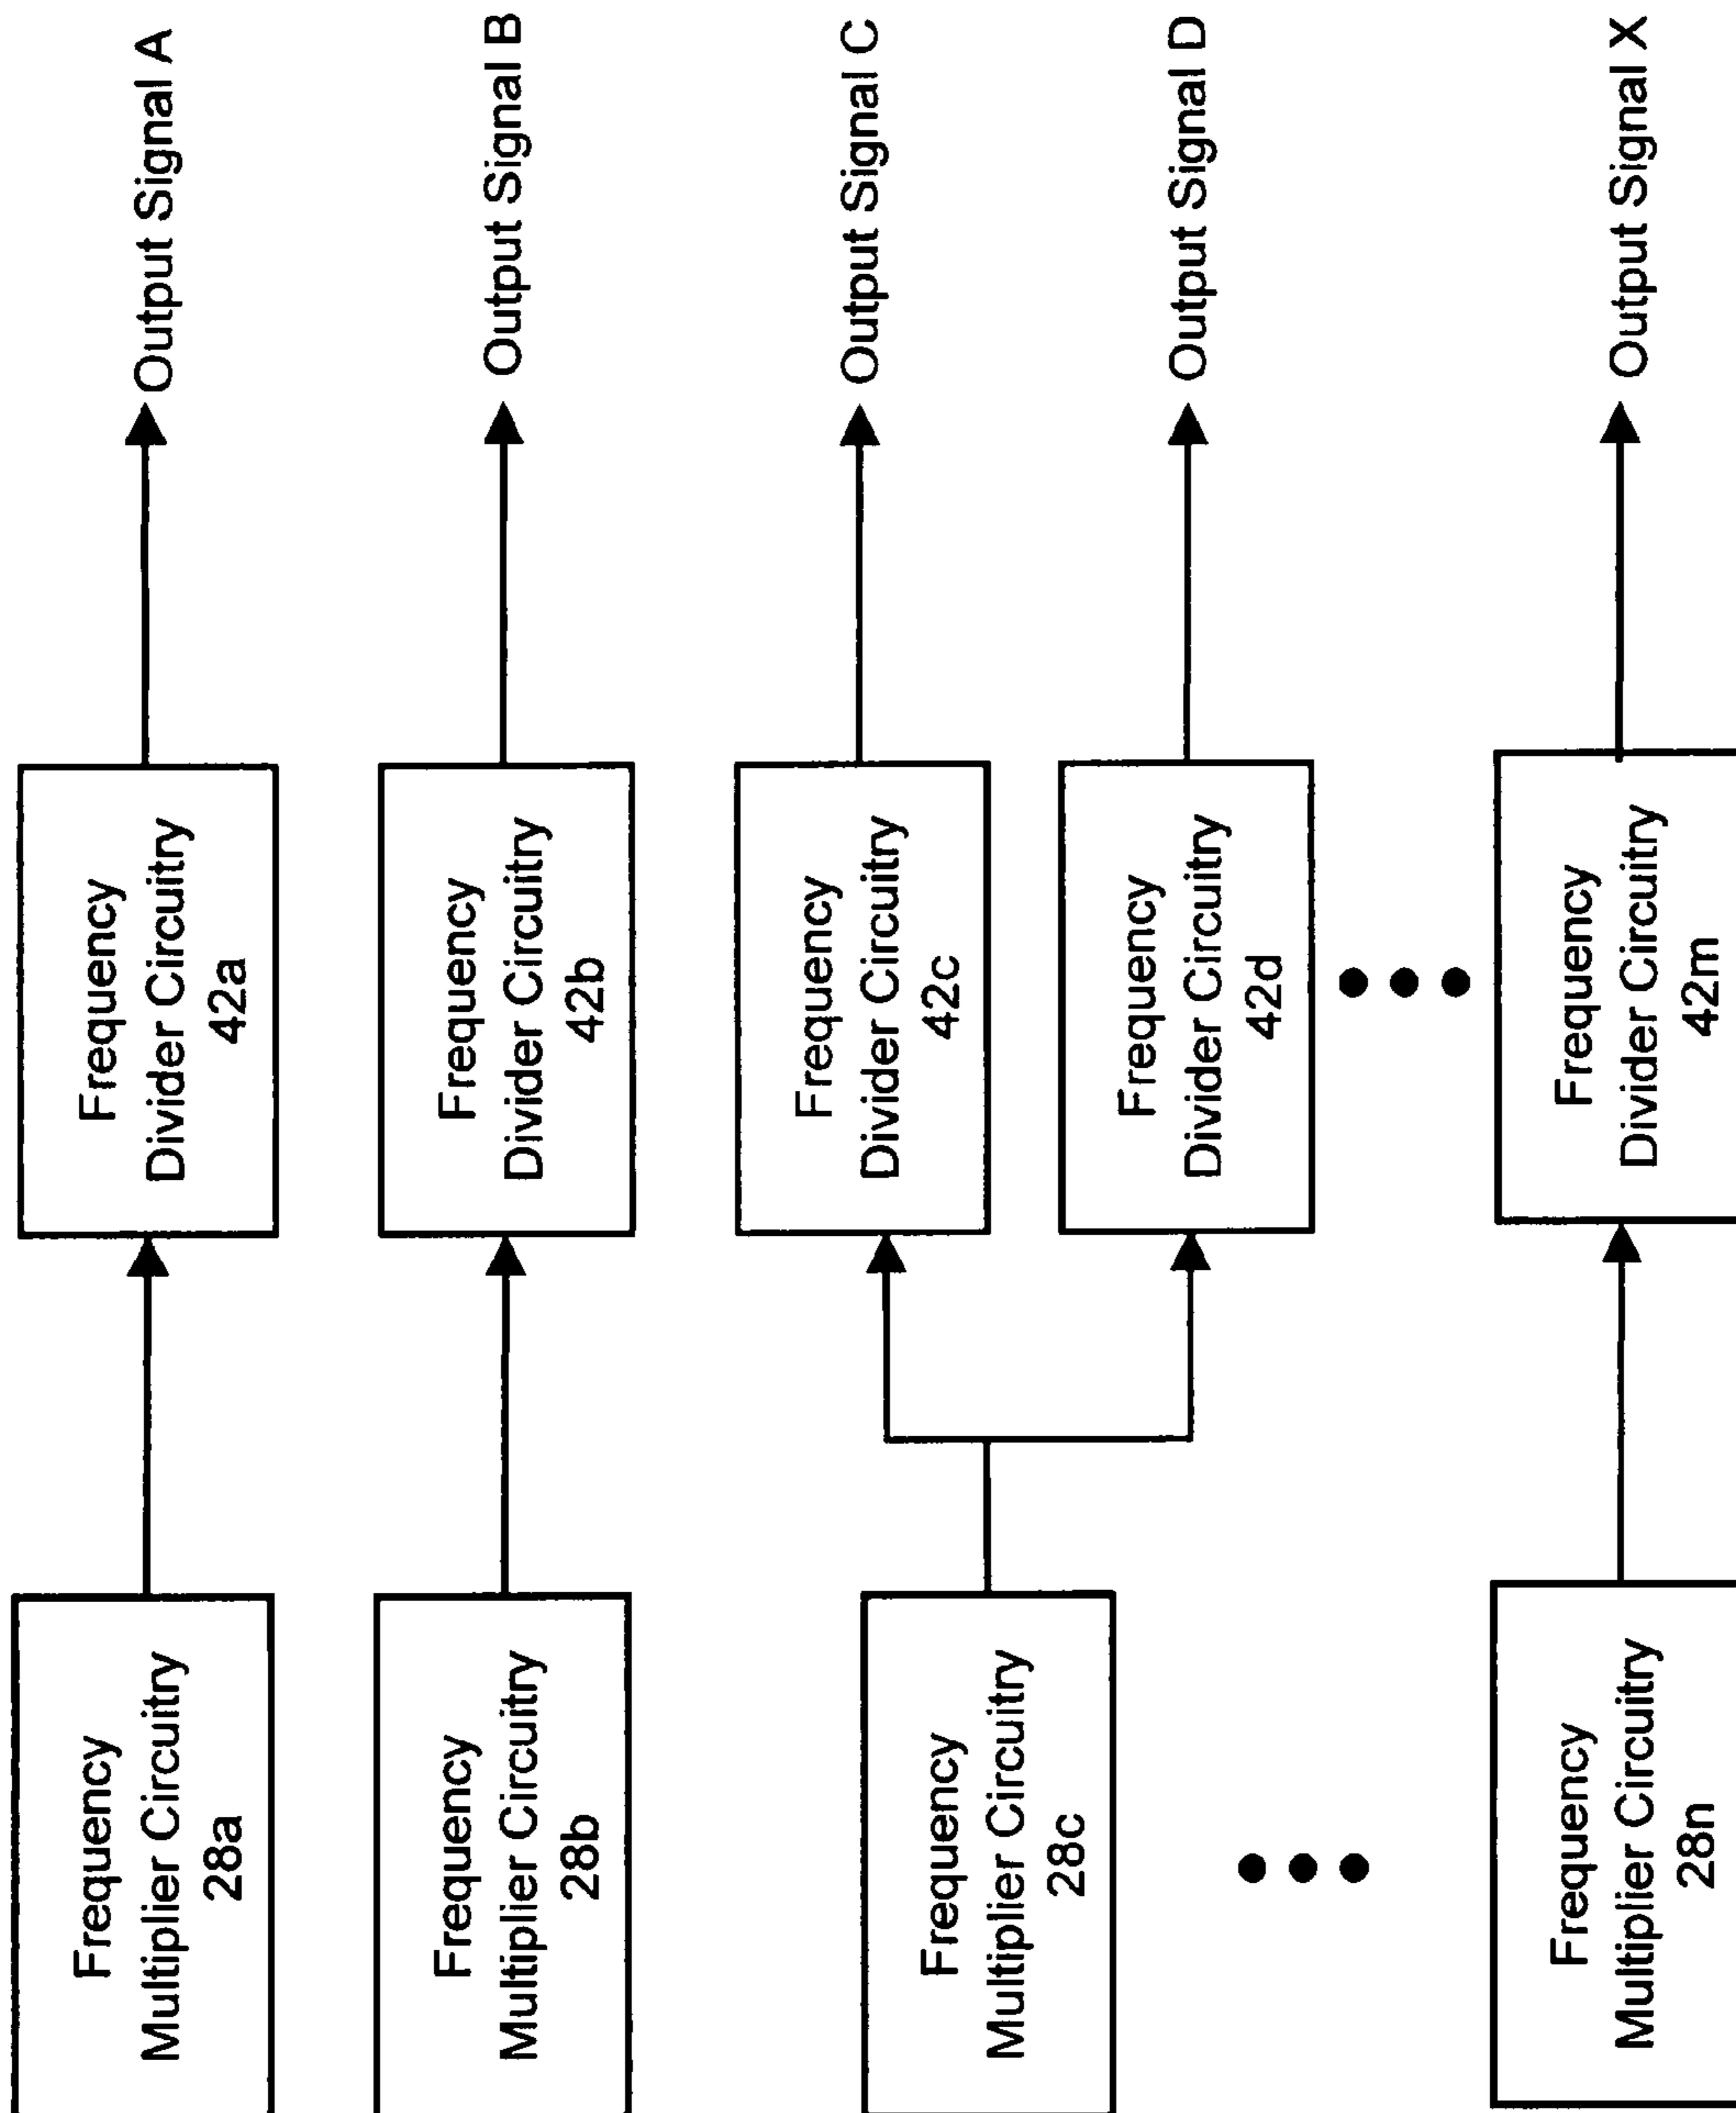 Frequency
Multiplier Circuitry
28a
Frequency
Divider Circuitry
42a
Output Signal A
Frequency
Multiplier Circuitry
28b
Frequency
Divider Circuitry
42b
Output Signal B
Frequency
Multiplier Circuitry
28c
Frequency
Divider Circuitry
42c
Output Signal C
Frequency
Divider Circuitry
42d
Output Signal D
Frequency
Multiplier Circuitry
28n
Frequency
Divider Circuitry
42m
Output Signal X